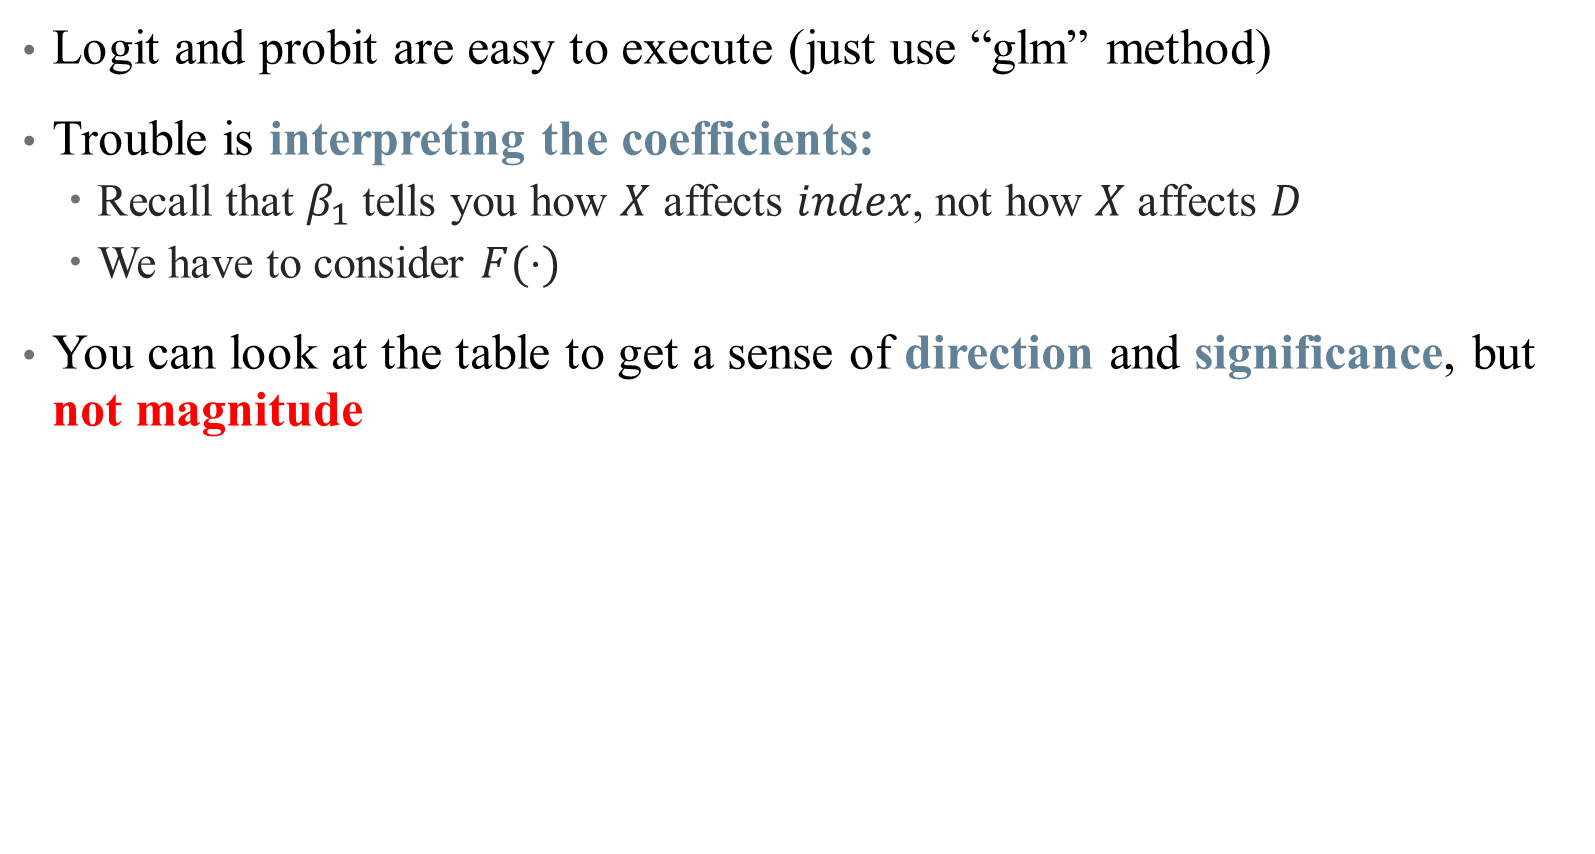 • Logit and probit are easy to execute (just use “glm” method)
• Trouble is interpreting the coefficients:
• Recall that β₁ tells you how X affects index, not how X affects D
• We have to consider F(·)
• You can look at the table to get a sense of direction and significance, but
not magnitude